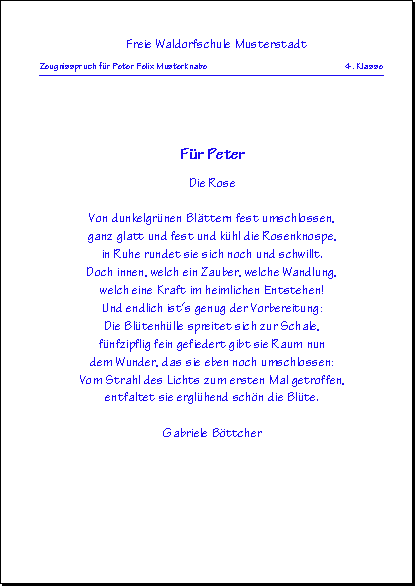 Freie Waldorfschule Musterstadt
Zeugnisspruch für Peter Felix Musterknabe 4. Klasse
Für Peter
Die Rose
Von dunkelgrünen Blättern fest umschlossen,
ganz glatt und fest und kühl die Rosenknospe,
in Ruhe rundet sie sich noch und schwillt.
Doch innen, welch ein Zauber, welche Wandlung,
welch eine Kraft im heimlichen Entstehen!
Und endlich ist's genug der Vorbereitung:
Die Blütenhülle spreitet sich zur Schale,
fünfzipflig fein gefiedert gibt sie Raum nun
dem Wunder, das sie eben noch umschlossen:
Vom Strahl des Lichts zum ersten Mal getroffen,
entfaltet sie erglühend schön die Blüte.
Gabriele Böttcher